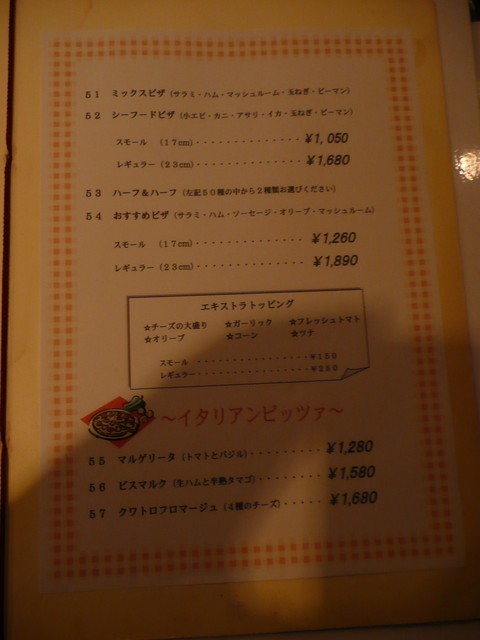 51 ミックスピザ（サラミ・ハム・マッシュルーム・玉ねぎ・ピーマン）
52 シーフードピザ（小エビ・カニ・アサリ・イカ・玉ねぎ・ピーマン）
スモール （17cm）・・・・・・・・・・・・・・ ¥1,050
レギュラー（23cm）・・・・・・・・・・・・・・ ¥1,680
53 ハーフ＆ハーフ（左記50種の中から2種類お選びください）
54 おすすめピザ（サラミ・ハム・ソーセージ・オリーブ・マッシュルーム）
スモール （17cm）・・・・・・・・・・・・・・ ¥1,260
レギュラー（23cm）・・・・・・・・・・・・・・ ¥1,890
エキストラトッピング
☆チーズの大盛り ☆ガーリック ☆フレッシュトマト
☆オリーブ ☆コーン ☆ツナ
スモール・・・・・・・・・・・・・・・・・・ ¥150
レギュラー・・・・・・・・・・・・・・・・・ ¥250
～イタリアンピッツァ～
55 マルゲリータ（トマトとバジル）・・・・・・・・ ¥1,280
56 ビスマルク（生ハムと半熟タマゴ）・・・・・・・ ¥1,580
57 クワトロフロマージュ（4種のチーズ）・・・・・ ¥1,680